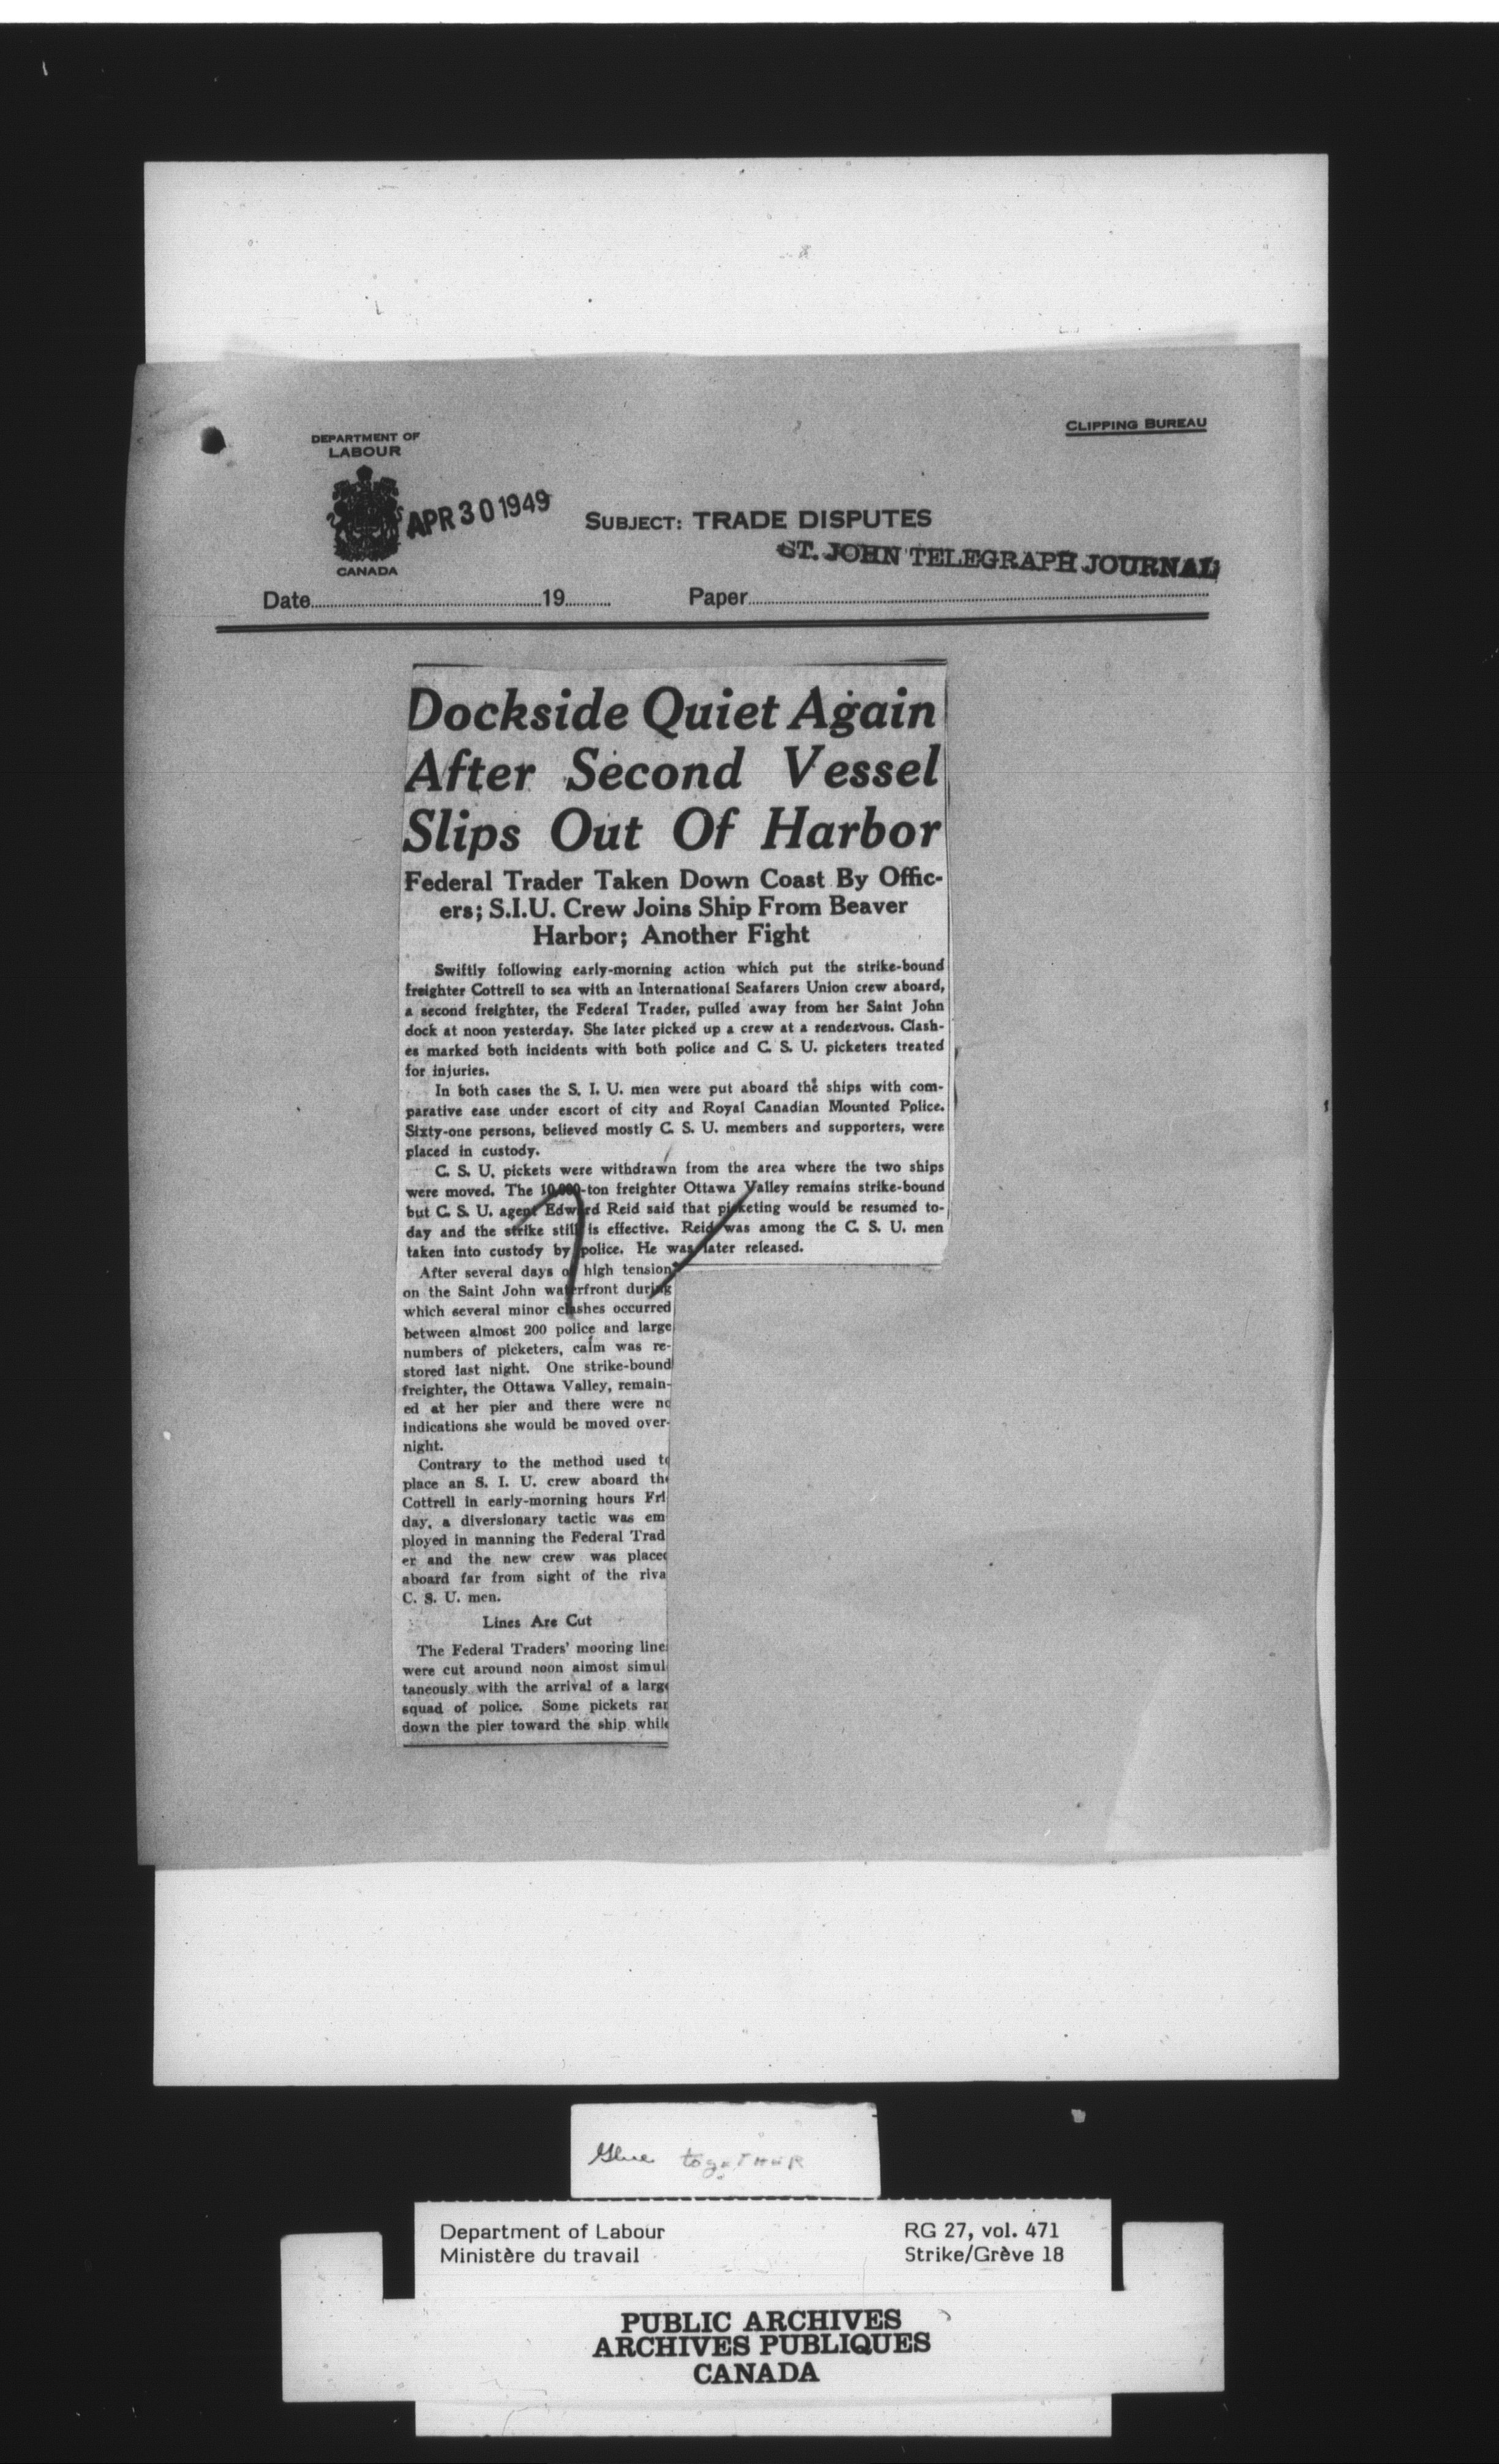 CLIPPING BUREAU
DEPARTMENT OF
LABOUR
APR 30 1949
SUBJECT: TRADE DISPUTES
ST. JOHN TELEGRAPH JOURNAL
CANADA
Date 19 Paper
Dockside Quiet Again
After Second Vessel
Slips Out Of Harbor
Federal Trader Taken Down Coast By Offic-
ers; S.I.U. Crew Joins Ship From Beaver
Harbor; Another Fight
Swiftly following early-morning action which put the strike-bound
freighter Cottrell to sea with an International Seafarers Union crew aboard,
a second freighter, the Federal Trader, pulled away from her Saint John
dock at noon yesterday. She later picked up a crew at a rendezvous. Clash-
es marked both incidents with both police and C. S. U. picketers treated
for injuries.
In both cases the S. I. U. men were put aboard the ships with com-
parative ease under escort of city and Royal Canadian Mounted Police.
Sixty-one persons, believed mostly C. S. U. members and supporters, were
placed in custody.
C. S. U. pickets were withdrawn from the area where the two ships
were moved. The 10,000-ton freighter Ottawa Valley remains strike-bound
but C. S. U. agent Edward Reid said that picketing would be resumed to-
day and the strike still is effective. Reid was among the C. S. U. men
taken into custody by police. He was later released.
After several days of high tension
on the Saint John waterfront during
which several minor clashes occurred
between almost 200 police and large
numbers of picketers, calm was re-
stored last night. One strike-bound
freighter, the Ottawa Valley, remain-
ed at her pier and there were no
indications she would be moved over-
night.
Contrary to the method used to
place an S. I. U. crew aboard the
Cottrell in early-morning hours Fri
day, a diversionary tactic was em
ployed in manning the Federal Trad
er and the new crew was placed
aboard far from sight of the riva
C. S. U. men.
Lines Are Cut
The Federal Traders' mooring lines
were cut around noon almost simul
taneously with the arrival of a large
squad of police. Some pickets ran
down the pier toward the ship while
Glue togeTHER
Department of Labour
Ministère du travail
RG 27, vol. 471
Strike/Grève 18
PUBLIC ARCHIVES
ARCHIVES PUBLIQUES
CANADA